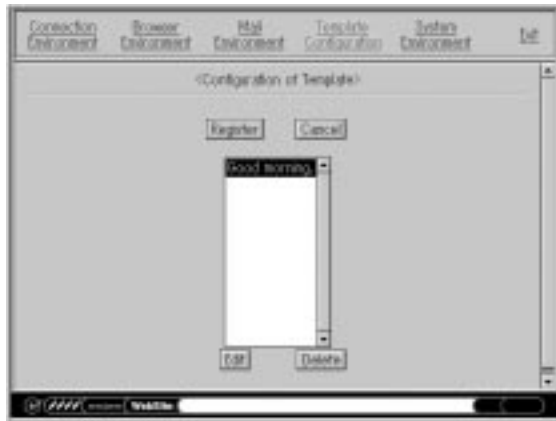 Connection Environment
Browser Environment
Mail Environment
Template Configuration
System Environment
Exit
<Configuration of Template>
Register Cancel
Good morning.
Edit Delete
WebSite